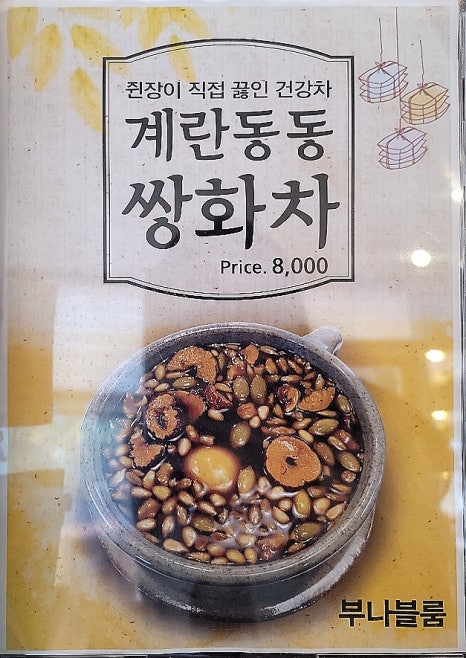 쥔장이 직접 끓인 건강차
계란동동
쌍화차
Price. 8,000
부나블룸